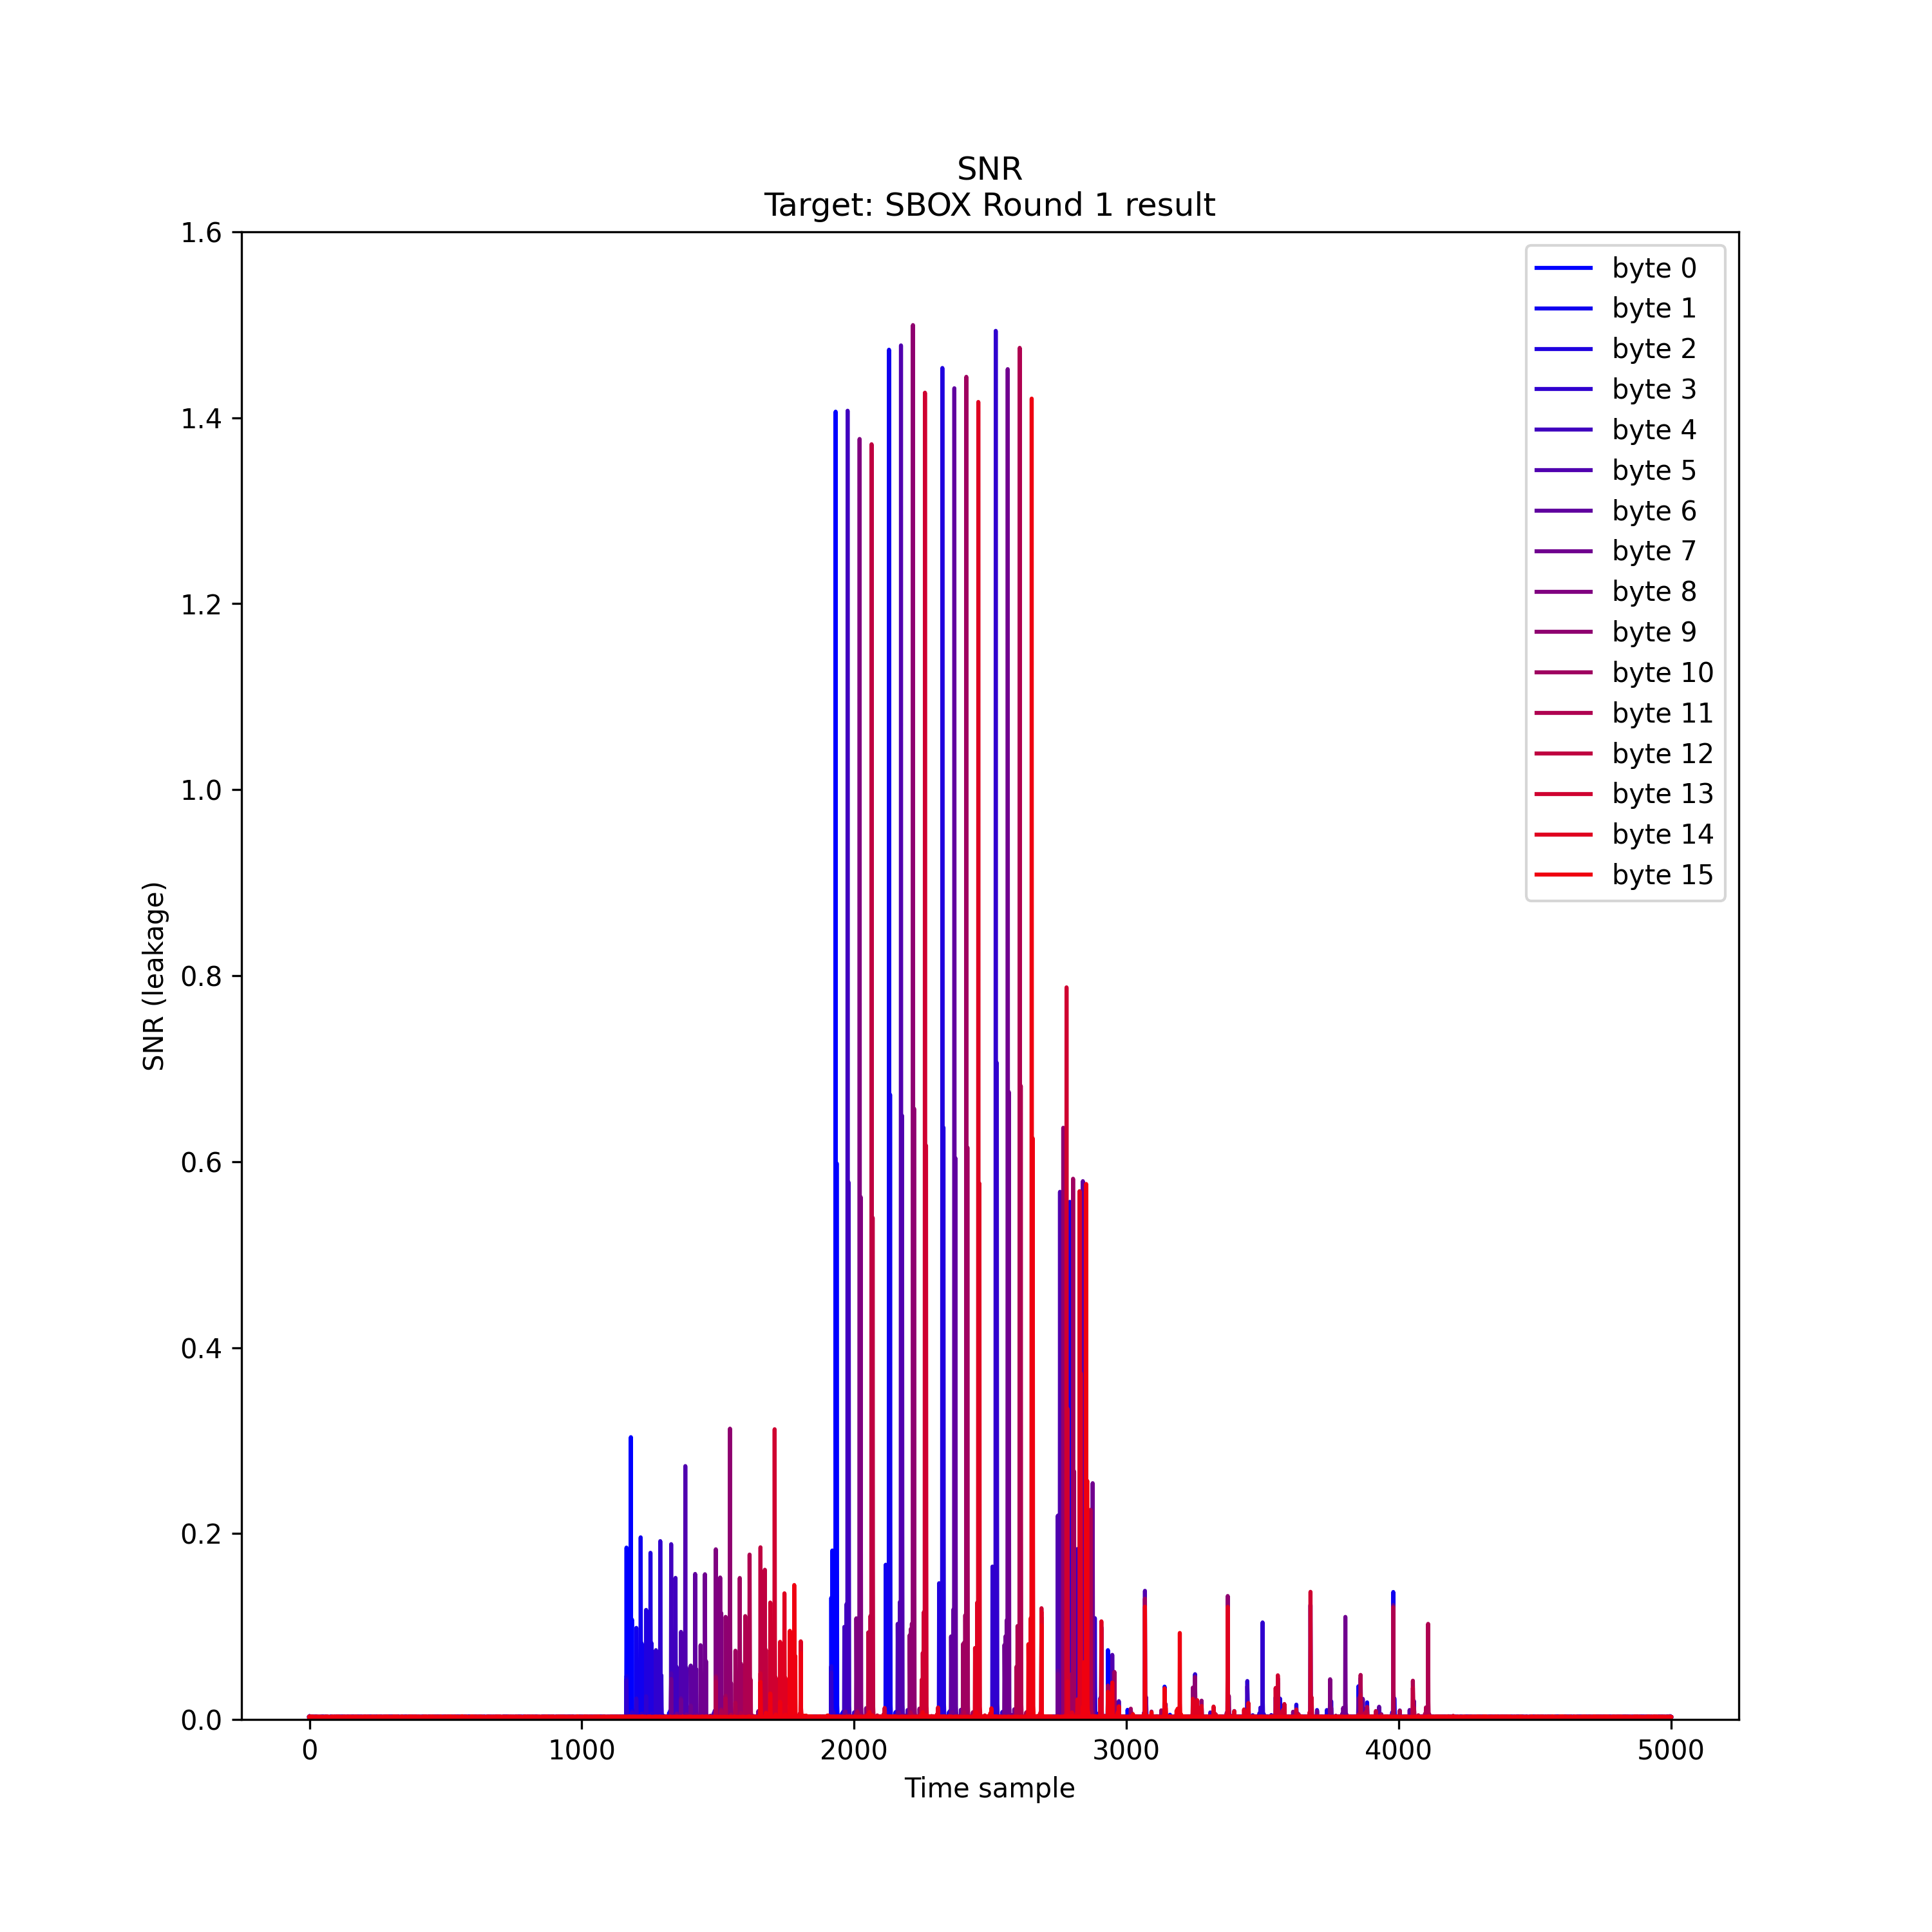 SNR
Target: SBOX Round 1 result
1.6
1.4
1.2
1.0
0.8
0.6
0.4
0.2
0.0
SNR (leakage)
byte 0
byte 1
byte 2
byte 3
byte 4
byte 5
byte 6
byte 7
byte 8
byte 9
byte 10
byte 11
byte 12
byte 13
byte 14
byte 15
0 1000 2000 3000 4000 5000
Time sample